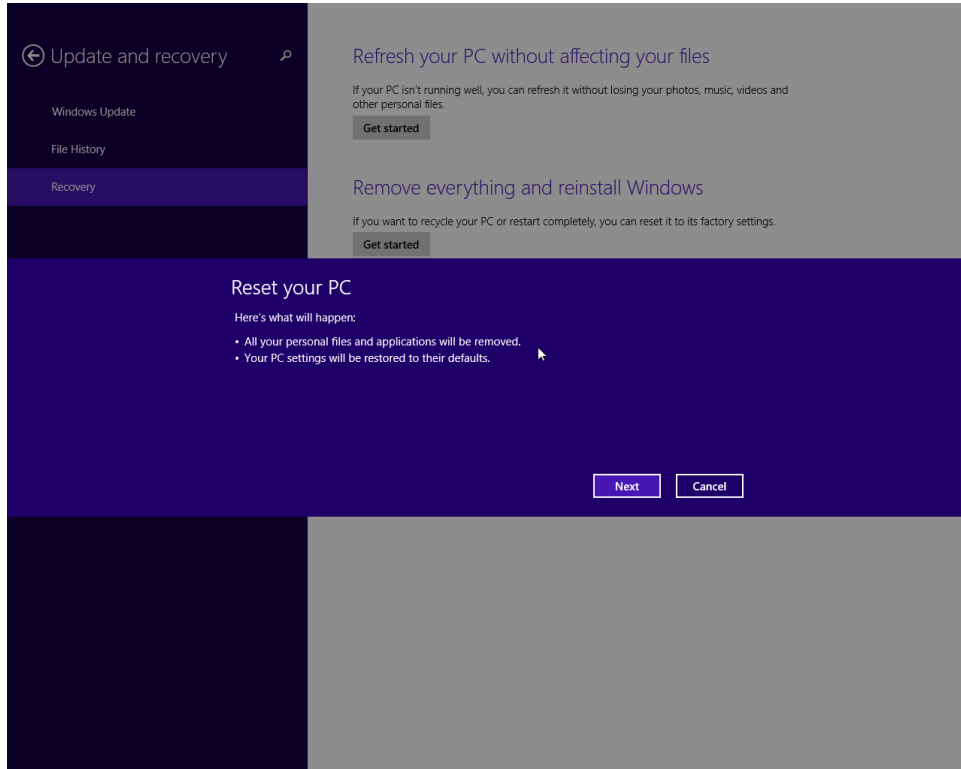 Update and recovery
Windows Update
File History
Recovery
Refresh your PC without affecting your files
If your PC isn't running well, you can refresh it without losing your photos, music, videos and
other personal files.
Get started
Remove everything and reinstall Windows
If you want to recycle your PC or restart completely, you can reset it to its factory settings.
Get started
Reset your PC
Here's what will happen:
• All your personal files and applications will be removed.
• Your PC settings will be restored to their defaults.
Next
Cancel